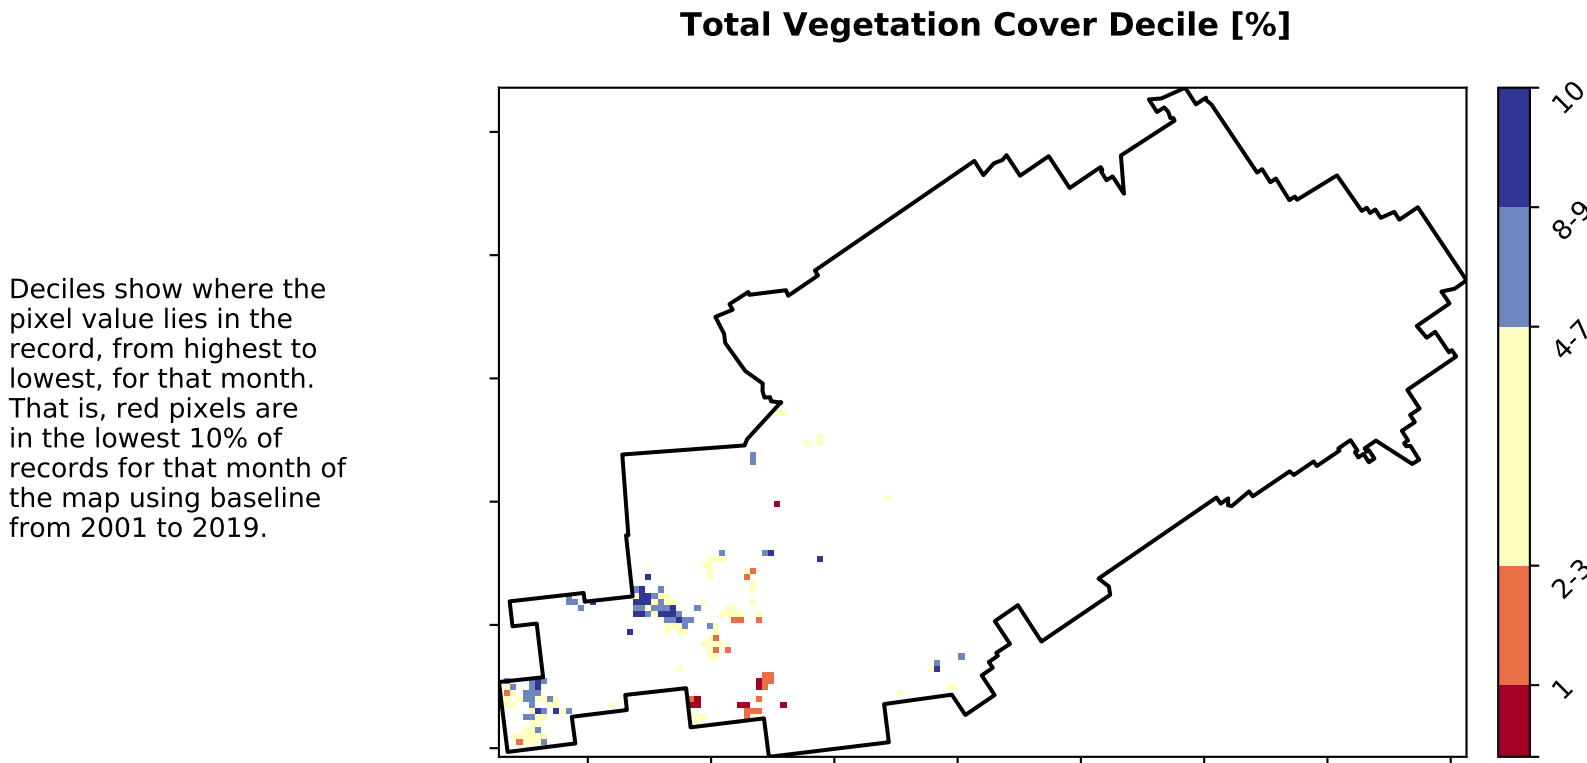 Total Vegetation Cover Decile [%]
Deciles show where the
pixel value lies in the
record, from highest to
lowest, for that month.
That is, red pixels are
in the lowest 10% of
records for that month of
the map using baseline
from 2001 to 2019.
10
8-9
4-7
2-3
1